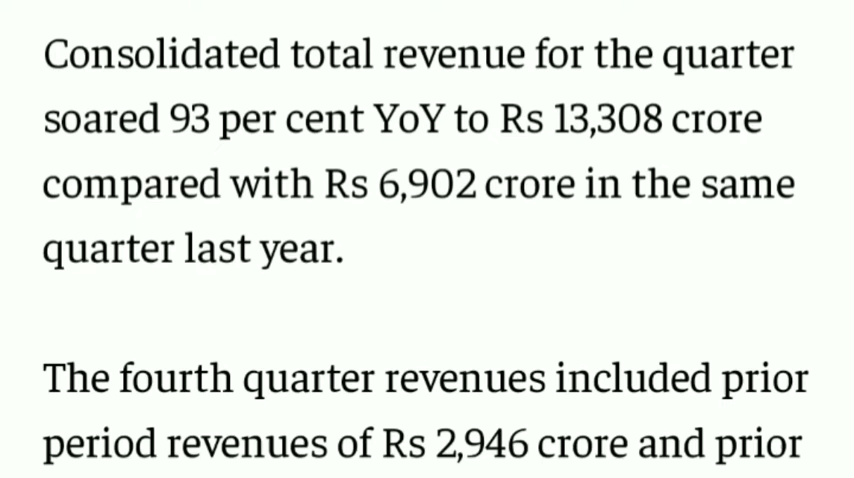 Consolidated total revenue for the quarter
soared 93 per cent YoY to Rs 13,308 crore
compared with Rs 6,902 crore in the same
quarter last year.
The fourth quarter revenues included prior
period revenues of Rs 2,946 crore and prior